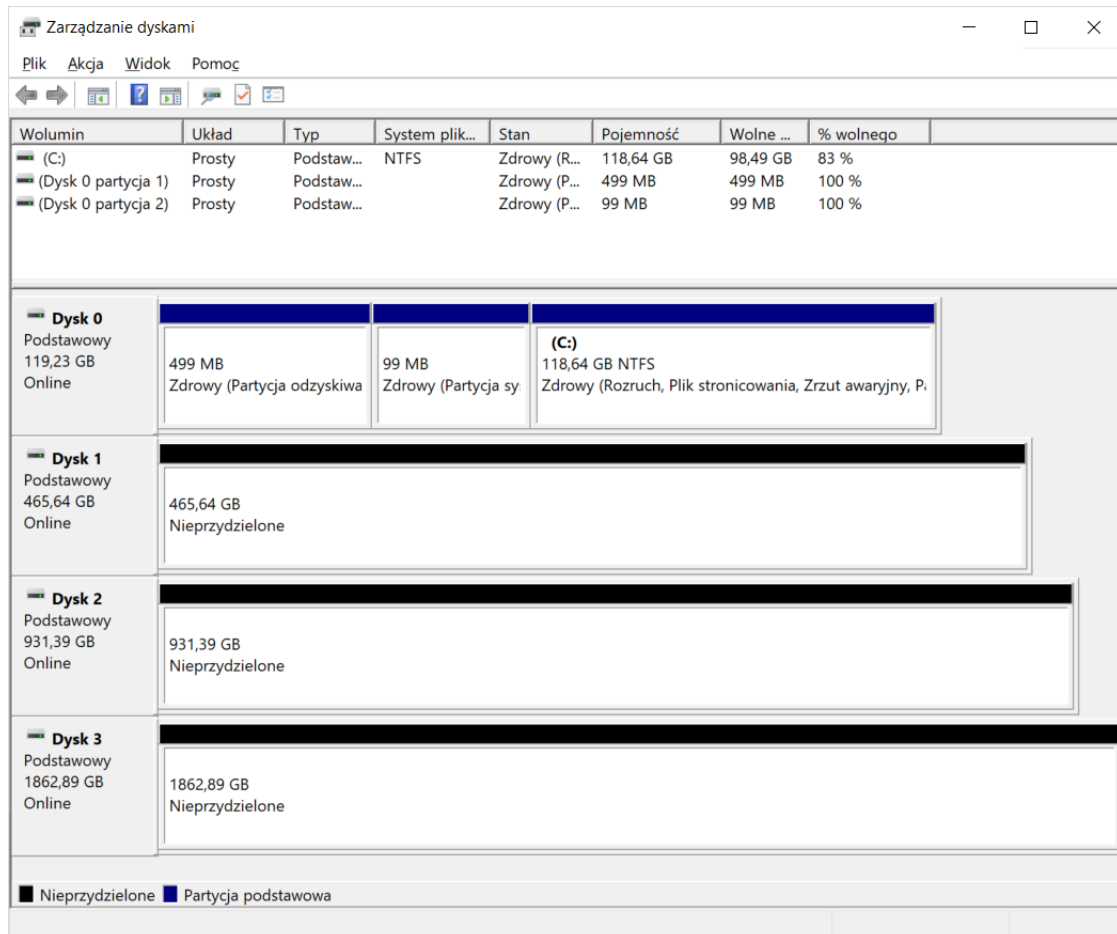 Zarządzanie dyskami
Plik Akcja Widok Pomoc
Wolumin Układ Typ System plik... Stan Pojemność Wolne ... % wolnego
(C:) Prosty Podstaw... NTFS Zdrowy (R... 118,64 GB 98,49 GB 83 %
(Dysk 0 partycja 1) Prosty Podstaw... Zdrowy (P... 499 MB 499 MB 100 %
(Dysk 0 partycja 2) Prosty Podstaw... Zdrowy (P... 99 MB 99 MB 100 %
Dysk 0
Podstawowy
119,23 GB
Online
499 MB
Zdrowy (Partycja odzyskiwa
99 MB
Zdrowy (Partycja sy
(C:)
118,64 GB NTFS
Zdrowy (Rozruch, Plik stronicowania, Zrzut awaryjny, P
Dysk 1
Podstawowy
465,64 GB
Online
465,64 GB
Nieprzydzielone
Dysk 2
Podstawowy
931,39 GB
Online
931,39 GB
Nieprzydzielone
Dysk 3
Podstawowy
1862,89 GB
Online
1862,89 GB
Nieprzydzielone
Nieprzydzielone Partycja podstawowa